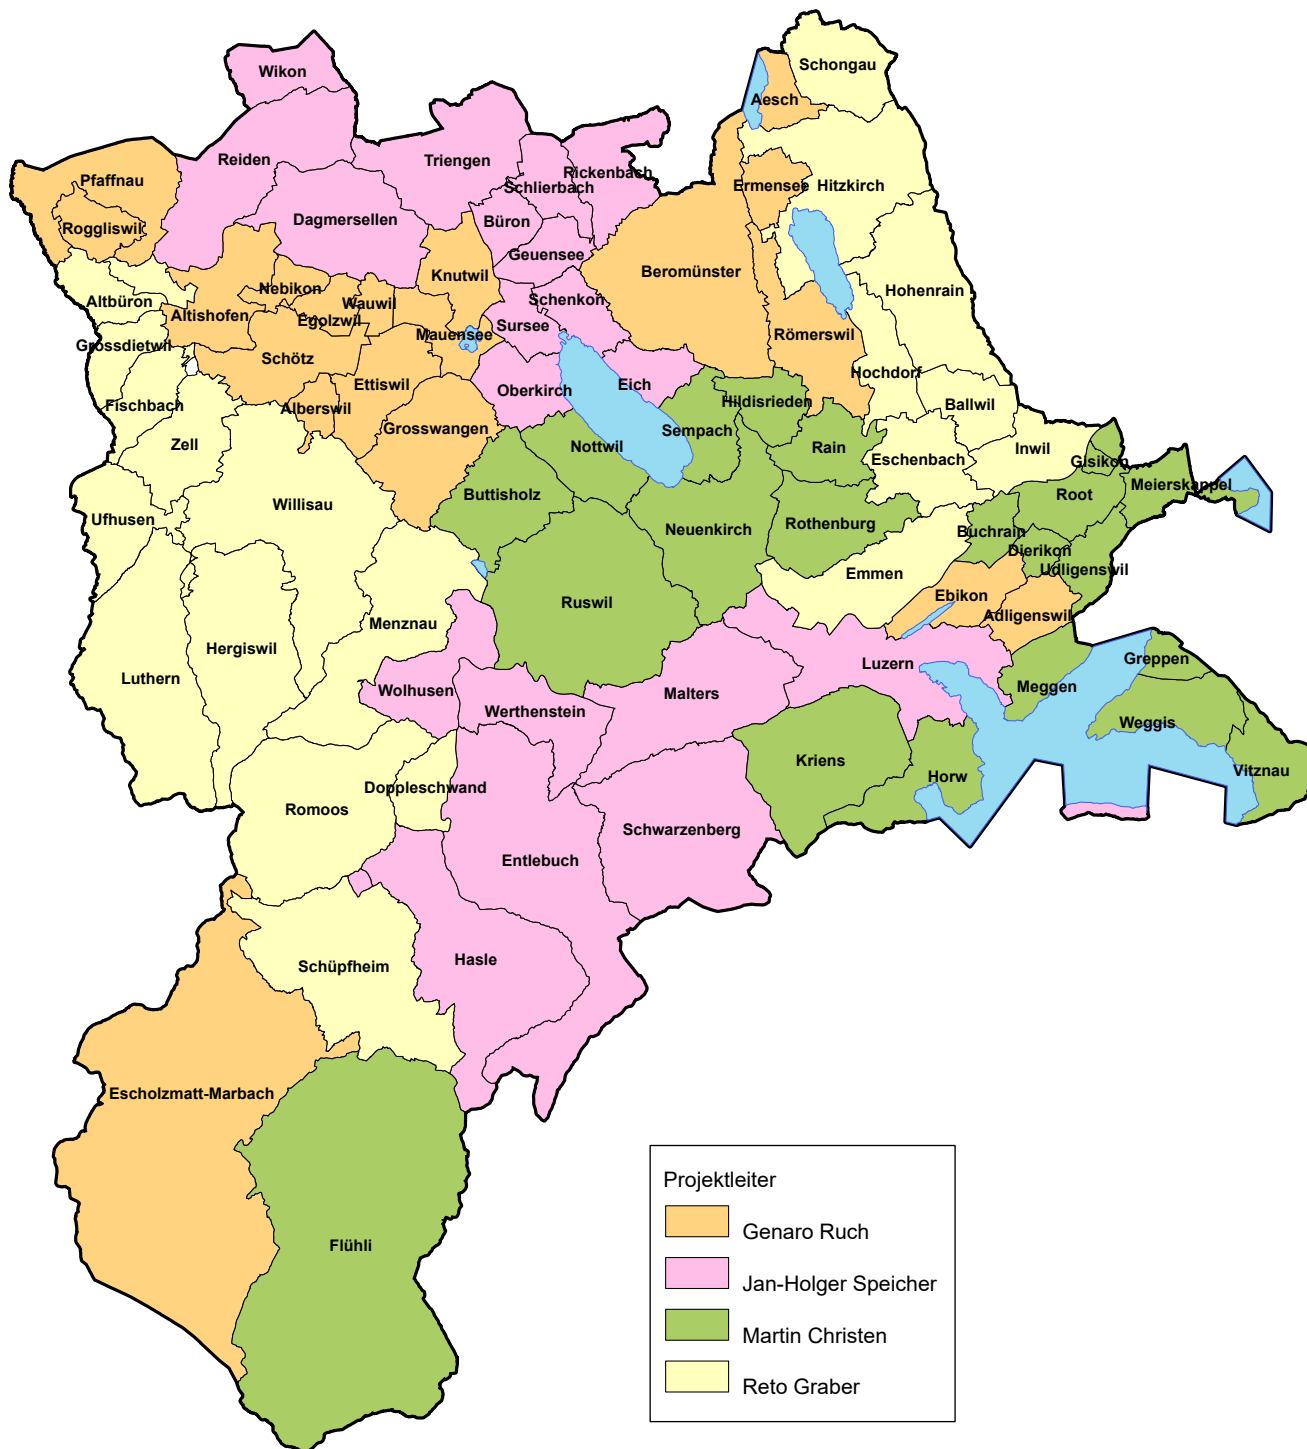 Schongau
Wikon
Aesch
Reiden
Triengen
Rickenbach
Pfaffnau
Schlierbach
Ermensee
Hitzkirch
Dagmersellen
Büron
Roggliswil
Geuensee
Knutwil
Beromünster
Nebikon
Hohenrain
Altbüron
Wauwil
Schenkon
Altishofen
Egolzwil
Sursee
Mauensee
Römerswil
Grossdietwil
Schötz
Hochdorf
Ettiswil
Oberkirch
Eich
Fischbach
Alberswil
Hildisrieden
Ballwil
Grosswangen
Sempach
Zell
Nottwil
Rain
Inwil
Eschenbach
Gisikon
Meierskappel
Buttisholz
Root
Willisau
Ufhusen
Rothenburg
Neuenkirch
Buchrain
Dierikon
Udligenswil
Emmen
Ruswil
Ebikon
Adligenswil
Menznau
Hergiswil
Greppen
Luzern
Luthern
Meggen
Wolhusen
Malters
Werthenstein
Weggis
Kriens
Vitznau
Horw
Doppleschwand
Romoos
Schwarzenberg
Entlebuch
Hasle
Schüpfheim
Escholzmatt-Marbach
Flühli
Projektleiter
Genaro Ruch
Jan-Holger Speicher
Martin Christen
Reto Graber